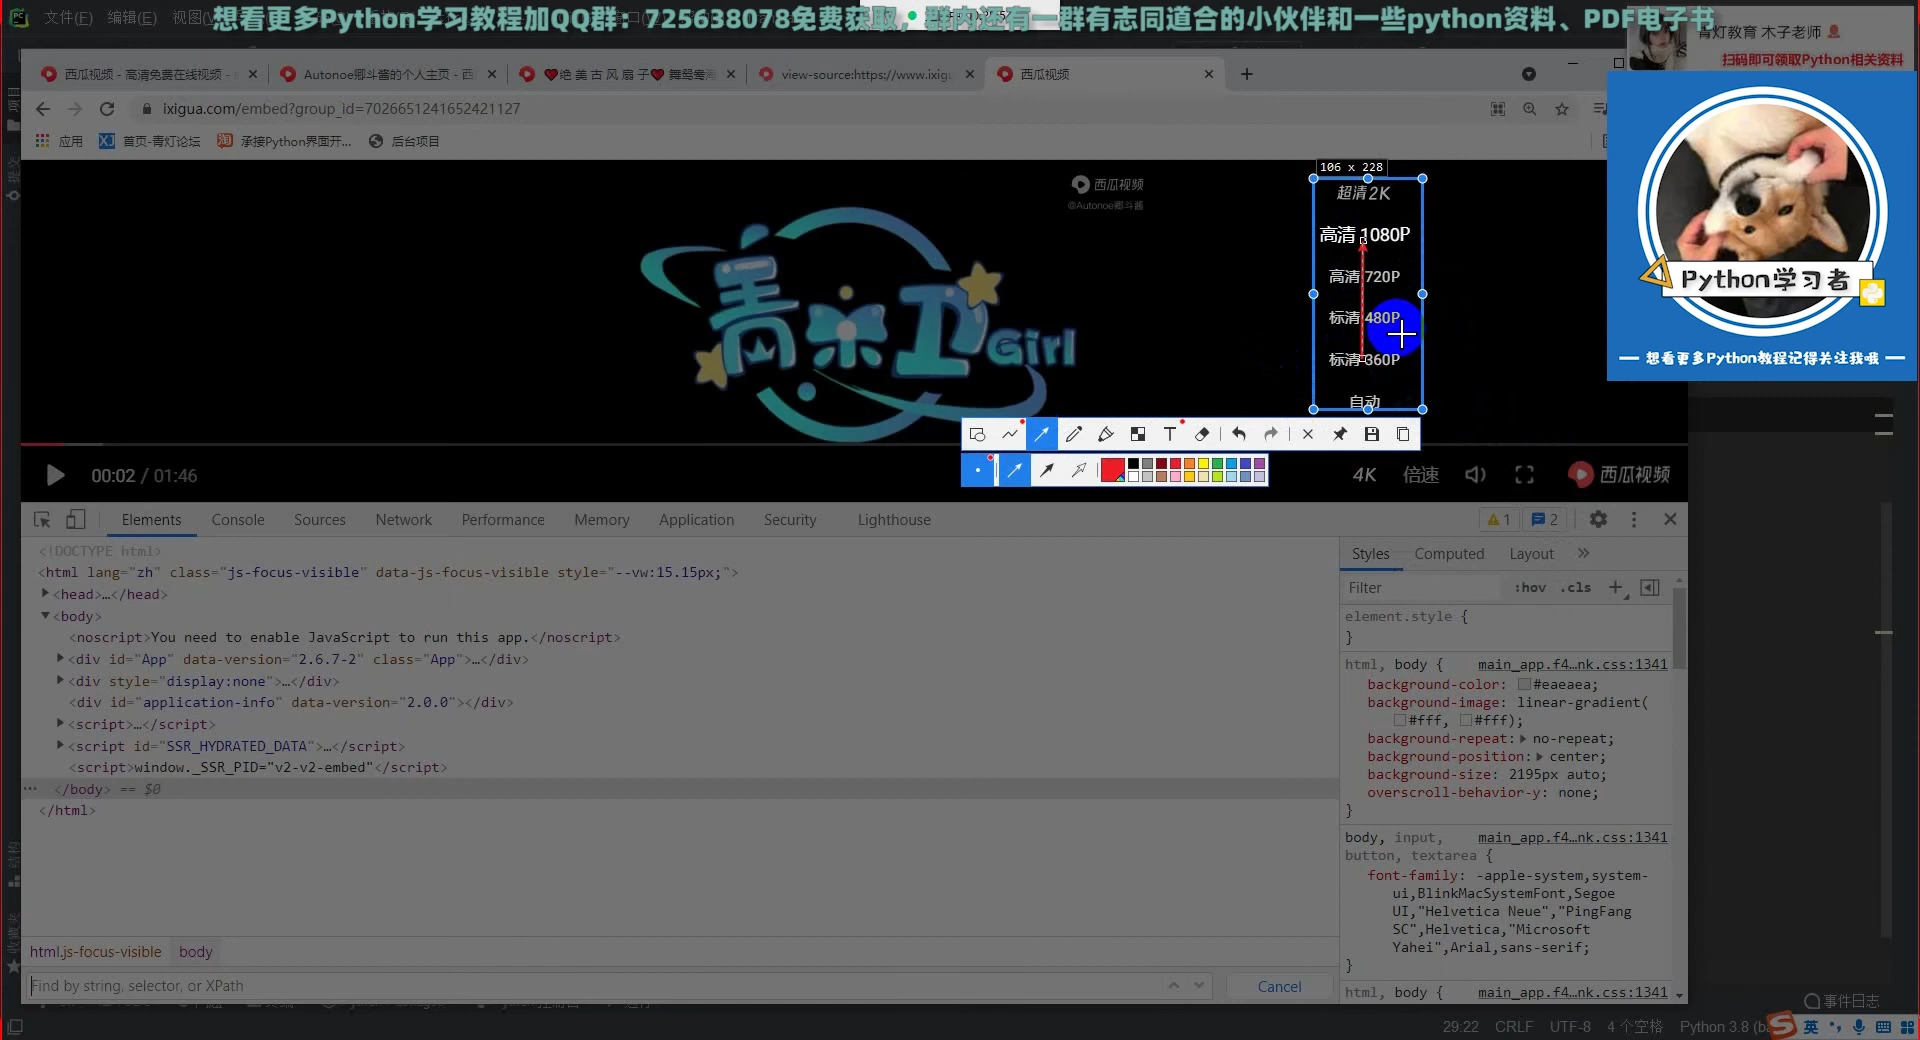 想看更多Python学习教程加QQ群：725638078免费获取，群内还有一群有志同道合的小伙伴和一些python资料、PDF电子书
文件(F) 编辑(E)
青灯教育 木子老师
扫码即可领取Python相关资料
西瓜视频 - 高清免费在线视频 -
Autonoe郷斗酱的个人主页 - 西
❤绝 美 古 风 扇 子❤
view-source:https://www.ixigu
西瓜视频
ixigua.com/embed?group_id=7026651241652421127
应用
首页-青灯论坛
承接Python界面开...
后台项目
106 x 228
西瓜视频
@Autonoe郷斗酱
超清 2K
高清 1080P
高清 720P
标清 480P
标清 360P
自动
Girl
Python学习者
想看更多Python教程记得关注我哦
00:02 / 01:46
4K
倍速
西瓜视频
Elements
Console
Sources
Network
Performance
Memory
Application
Security
Lighthouse
1
2
<!DOCTYPE html>
<html lang="zh" class="js-focus-visible" data-js-focus-visible style="--vw:15.15px;">
<head>…</head>
<body>
<noscript>You need to enable JavaScript to run this app.</noscript>
<div id="App" data-version="2.6.7-2" class="App">…</div>
<div style="display:none">…</div>
<div id="application-info" data-version="2.0.0"></div>
<script>…</script>
<script id="SSR_HYDRATED_DATA">…</script>
<script>window._SSR_PID="v2-v2-embed"</script>
</body> == $0
</html>
Styles
Computed
Layout
Filter
:hov .cls
element.style {
}
html, body { main_app.f4…nk.css:1341
background-color: #eaeaea;
background-image: linear-gradient(
#fff, #fff);
background-repeat: no-repeat;
background-position: center;
background-size: 2195px auto;
overscroll-behavior-y: none;
}
body, input, main_app.f4…nk.css:1341
button, textarea {
font-family: -apple-system,system-
ui,BlinkMacSystemFont,Segoe
UI,"Helvetica Neue","PingFang
SC",Helvetica,"Microsoft
Yahei",Arial,sans-serif;
}
html, body { main_app.f4…nk.css:1341
html.js-focus-visible
body
Find by string, selector, or XPath
Cancel
事件日志
29:22 CRLF UTF-8 4 个空格 Python 3.8 (ba
英